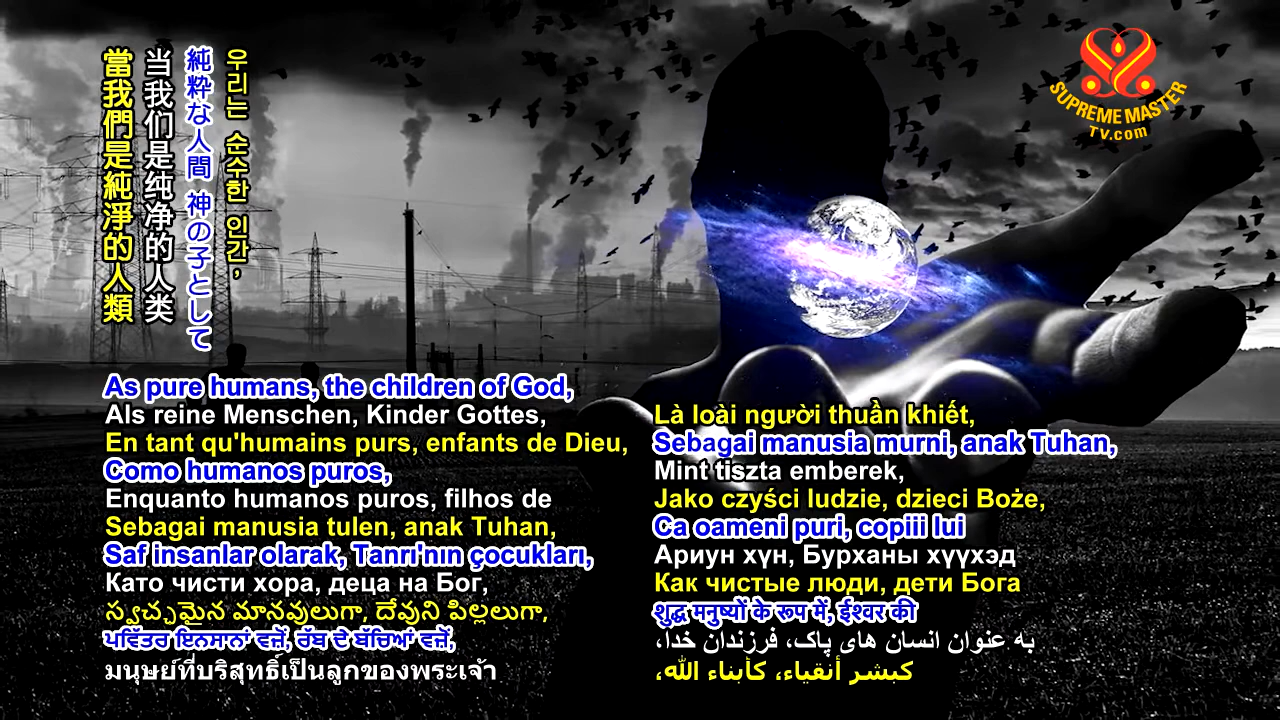 우리는 순수한 인간,
純粋な人間 神の子として
当我们是纯净的人类
當我們是純淨的人類
SUPREME MASTER
TV.com
As pure humans, the children of God,
Als reine Menschen, Kinder Gottes,
En tant qu'humains purs, enfants de Dieu,
Como humanos puros,
Enquanto humanos puros, filhos de
Sebagai manusia tulen, anak Tuhan,
Saf insanlar olarak, Tanrı'nın çocukları,
Като чисти хора, деца на Бог,
స్వచ్ఛమైన మానవులుగా, దేవుని పిల్లలుగా,
ਪਵਿੱਤਰ ਇਨਸਾਨਾਂ ਵਜੋਂ, ਰੱਬ ਦੇ ਬੱਚਿਆਂ ਵਜੋਂ,
มนุษย์ที่บริสุทธิ์เป็นลูกของพระเจ้า
Là loài người thuần khiết,
Sebagai manusia murni, anak Tuhan,
Mint tiszta emberek,
Jako czyści ludzie, dzieci Boże,
Ca oameni puri, copiii lui
Ариун хүн, Бурханы хүүхэд
Как чистые люди, дети Бога
शुद्ध मनुष्यों के रूप में, ईश्वर की
به عنوان انسان های پاک، فرزندان خدا،
كبشر أنقياء، كأبناء الله،